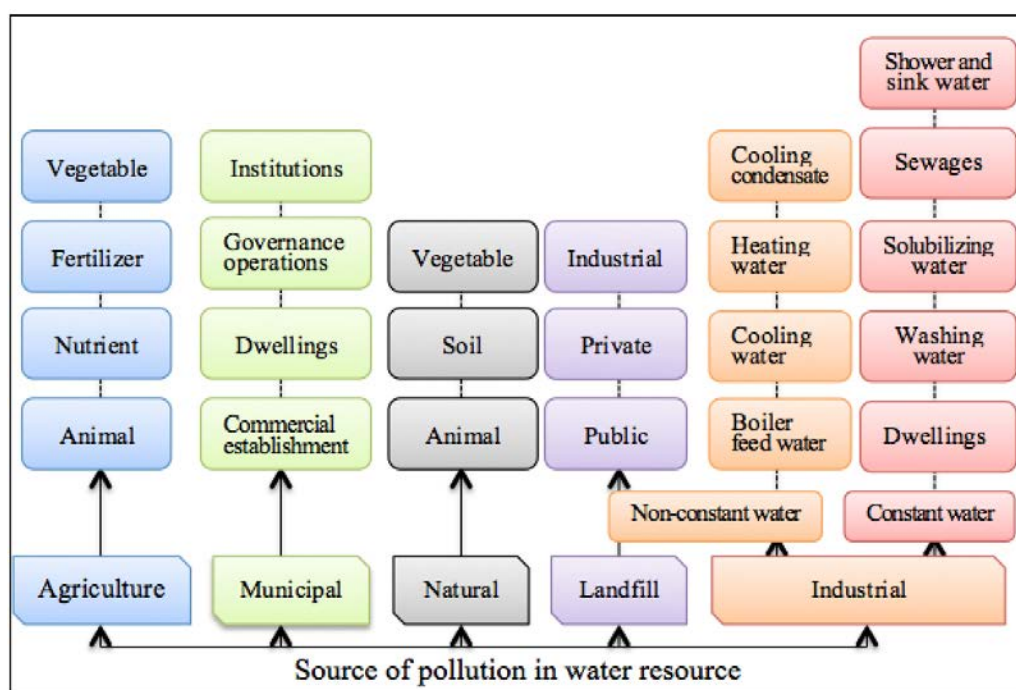 Shower and
sink water
Vegetable
Institutions
Cooling
condensate
Sewages
Fertilizer
Governance
operations
Vegetable
Industrial
Heating
water
Solubilizing
water
Nutrient
Dwellings
Soil
Private
Cooling
water
Washing
water
Animal
Commercial
establishment
Animal
Public
Boiler
feed water
Dwellings
Non-constant water
Constant water
Agriculture
Municipal
Natural
Landfill
Industrial
Source of pollution in water resource